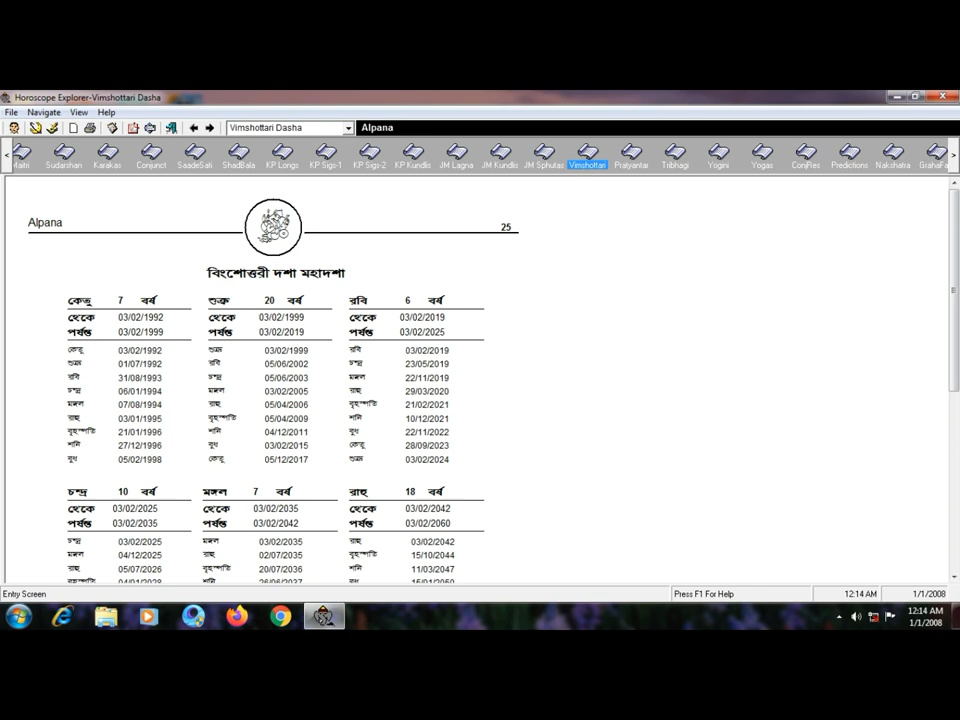 Horoscope Explorer-Vimshottari Dasha
File Navigate View Help
Vimshottari Dasha Alpana
Maitri Sudarshan Karakas Conjunct SaadeSati ShadBala KP Longs KP Sigs-1 KP Sigs-2 KP Kundlis JM Lagna JM Kundlis JM Sphutas Vimshottari Pratyantar Tribhagi Yogini Yogas ConjRes Predictions Nakshatra GrahaFa
Alpana 25
বিংশোত্তরী দশা মহাদশা
কেতু 7 বর্ষ শুক্র 20 বর্ষ রবি 6 বর্ষ
থেকে 03/02/1992 থেকে 03/02/1999 থেকে 03/02/2019
পর্যন্ত 03/02/1999 পর্যন্ত 03/02/2019 পর্যন্ত 03/02/2025
কেতু 03/02/1992 শুক্র 03/02/1999 রবি 03/02/2019
শুক্র 01/07/1992 রবি 05/06/2002 চন্দ্র 23/05/2019
রবি 31/08/1993 চন্দ্র 05/06/2003 মঙ্গল 22/11/2019
চন্দ্র 06/01/1994 মঙ্গল 03/02/2005 রাহু 29/03/2020
মঙ্গল 07/08/1994 রাহু 05/04/2006 বৃহস্পতি 21/02/2021
রাহু 03/01/1995 বৃহস্পতি 05/04/2009 শনি 10/12/2021
বৃহস্পতি 21/01/1996 শনি 04/12/2011 বুধ 22/11/2022
শনি 27/12/1996 বুধ 03/02/2015 কেতু 28/09/2023
বুধ 05/02/1998 কেতু 05/12/2017 শুক্র 03/02/2024
চন্দ্র 10 বর্ষ মঙ্গল 7 বর্ষ রাহু 18 বর্ষ
থেকে 03/02/2025 থেকে 03/02/2035 থেকে 03/02/2042
পর্যন্ত 03/02/2035 পর্যন্ত 03/02/2042 পর্যন্ত 03/02/2060
চন্দ্র 03/02/2025 মঙ্গল 03/02/2035 রাহু 03/02/2042
মঙ্গল 04/12/2025 রাহু 02/07/2035 বৃহস্পতি 15/10/2044
রাহু 05/07/2026 বৃহস্পতি 20/07/2036 শনি 11/03/2047
Entry Screen Press F1 For Help 12:14 AM 1/1/2008
12:14 AM
1/1/2008